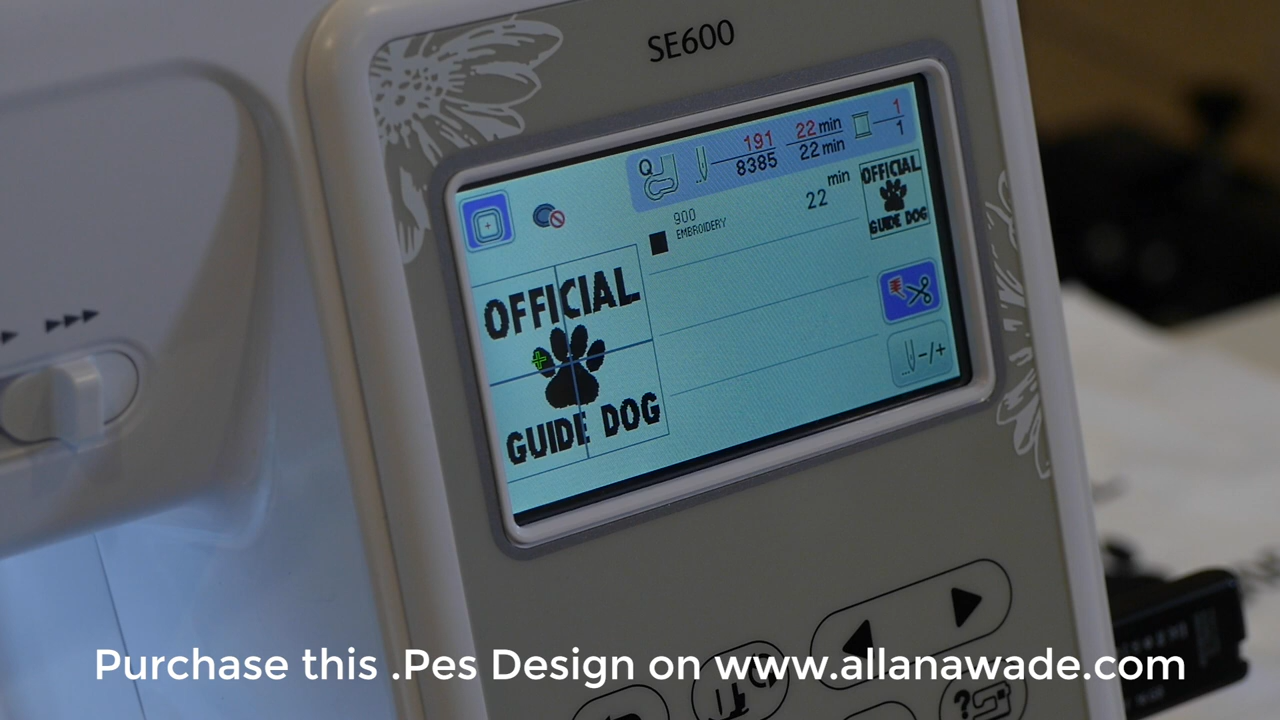 SE600
Q 191 22 min 1
8385 22 min 1
900
EMBROIDERY
22 min
OFFICIAL
GUIDE DOG
OFFICIAL
GUIDE DOG
-/+
?
Purchase this .Pes Design on www.allanawade.com